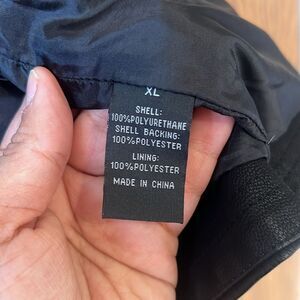 XL
SHELL:
100%POLYURETHANE
SHELL BACKING:
100%POLYESTER
LINING:
100%POLYESTER
MADE IN CHINA